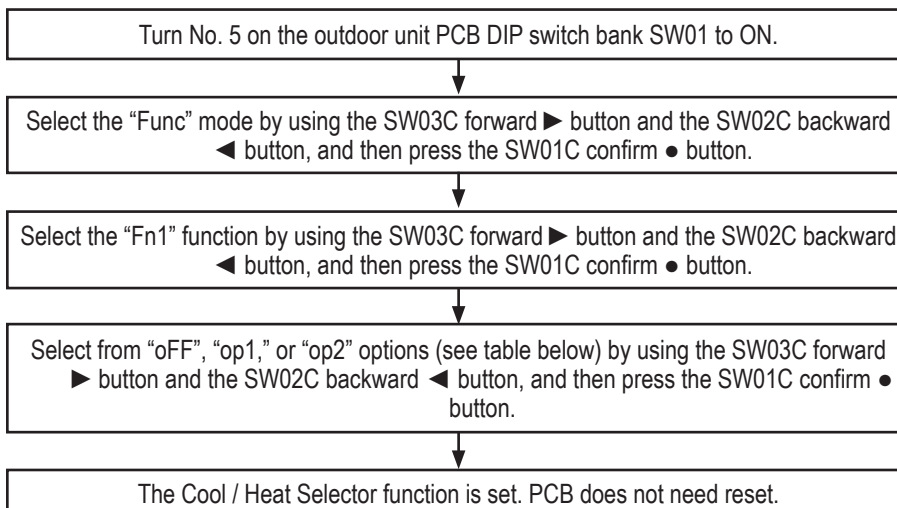 Turn No. 5 on the outdoor unit PCB DIP switch bank SW01 to ON.
Select the “Func” mode by using the SW03C forward ► button and the SW02C backward
◄ button, and then press the SW01C confirm ● button.
Select the “Fn1” function by using the SW03C forward ► button and the SW02C backward
◄ button, and then press the SW01C confirm ● button.
Select from “oFF”, “op1,” or “op2” options (see table below) by using the SW03C forward
► button and the SW02C backward ◄ button, and then press the SW01C confirm ●
button.
The Cool / Heat Selector function is set. PCB does not need reset.